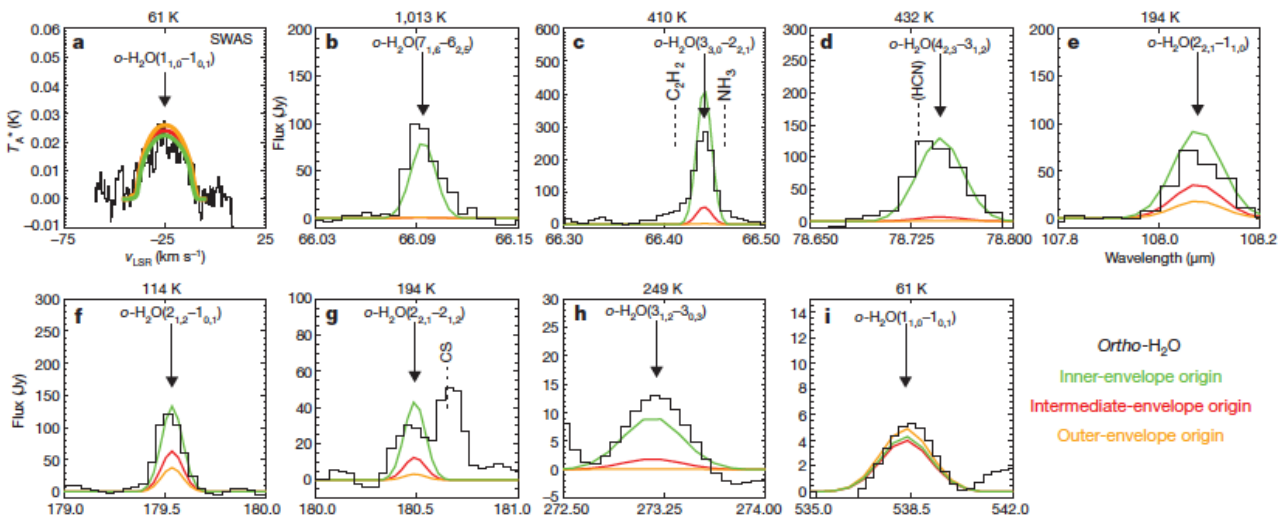 61 K
a
SWAS
o-H₂O(1₁,₀–1₀,₁)
T_A* (K)
0.06
0.05
0.04
0.03
0.02
0.01
0.00
–0.01
–75
–25
25
v_LSR (km s⁻¹)
1,013 K
b
o-H₂O(7₁,₆–6₂,₅)
Flux (Jy)
200
150
100
50
0
66.03
66.09
66.15
410 K
c
o-H₂O(3₃,₀–2₂,₁)
C₂H₂
NH₃
600
500
400
300
200
100
0
66.30
66.40
66.50
432 K
d
o-H₂O(4₂,₃–3₁,₂)
(HCN)
300
250
200
150
100
50
0
78.650
78.725
78.800
194 K
e
o-H₂O(2₂,₁–1₁,₀)
200
150
100
50
0
107.8
108.0
108.2
Wavelength (μm)
114 K
f
o-H₂O(2₁,₂–1₀,₁)
Flux (Jy)
300
250
200
150
100
50
0
179.0
179.5
180.0
194 K
g
o-H₂O(2₂,₁–2₁,₂)
CS
100
80
60
40
20
0
180.0
180.5
181.0
249 K
h
o-H₂O(3₁,₂–3₀,₃)
30
25
20
15
10
5
0
–5
272.50
273.25
274.00
61 K
i
o-H₂O(1₁,₀–1₀,₁)
14
12
10
8
6
4
2
0
535.0
538.5
542.0
Ortho-H₂O
Inner-envelope origin
Intermediate-envelope origin
Outer-envelope origin